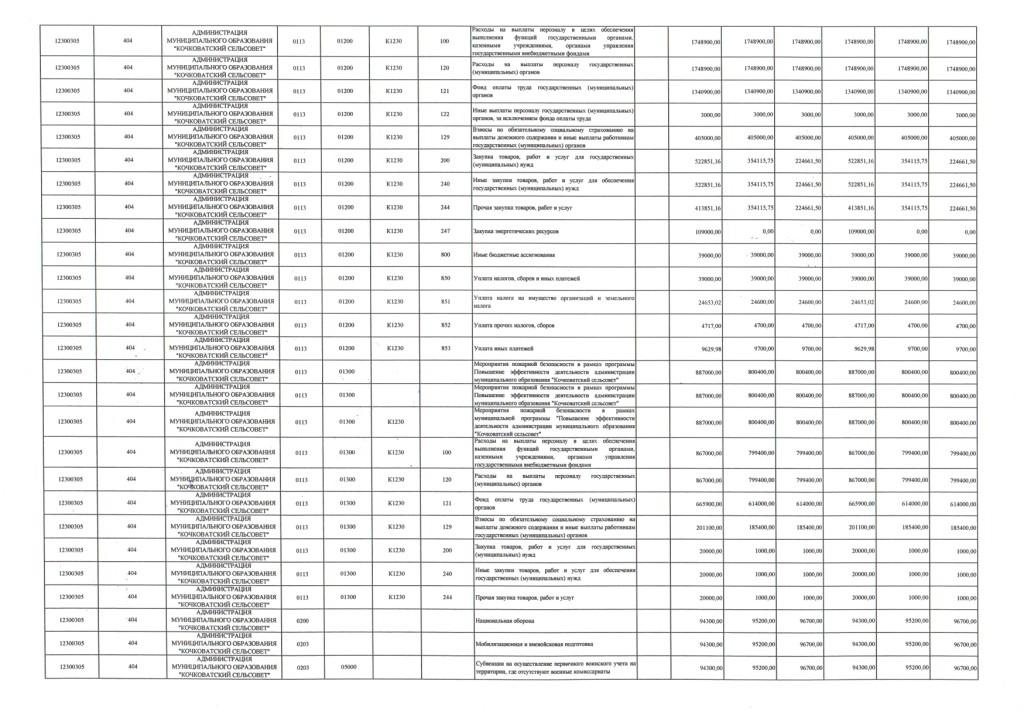 12300305 404 АДМИНИСТРАЦИЯ МУНИЦИПАЛЬНОГО ОБРАЗОВАНИЯ "КОЧКОВАТСКИЙ СЕЛЬСОВЕТ" 0113 01200 К1230 100 Расходы на выплаты персоналу в целях обеспечения выполнения функций государственными органами, казенными учреждениями, органами управления государственными внебюджетными фондами 1748900,00 1748900,00 1748900,00 1748900,00 1748900,00 1748900,00
12300305 404 АДМИНИСТРАЦИЯ МУНИЦИПАЛЬНОГО ОБРАЗОВАНИЯ "КОЧКОВАТСКИЙ СЕЛЬСОВЕТ" 0113 01200 К1230 120 Расходы на выплаты персоналу государственных (муниципальных) органов 1748900,00 1748900,00 1748900,00 1748900,00 1748900,00 1748900,00
12300305 404 АДМИНИСТРАЦИЯ МУНИЦИПАЛЬНОГО ОБРАЗОВАНИЯ "КОЧКОВАТСКИЙ СЕЛЬСОВЕТ" 0113 01200 К1230 121 Фонд оплаты труда государственных (муниципальных) органов 1340900,00 1340900,00 1340900,00 1340900,00 1340900,00 1340900,00
12300305 404 АДМИНИСТРАЦИЯ МУНИЦИПАЛЬНОГО ОБРАЗОВАНИЯ "КОЧКОВАТСКИЙ СЕЛЬСОВЕТ" 0113 01200 К1230 122 Иные выплаты персоналу государственных (муниципальных) органов, за исключением фонда оплаты труда 3000,00 3000,00 3000,00 3000,00 3000,00 3000,00
12300305 404 АДМИНИСТРАЦИЯ МУНИЦИПАЛЬНОГО ОБРАЗОВАНИЯ "КОЧКОВАТСКИЙ СЕЛЬСОВЕТ" 0113 01200 К1230 129 Взносы по обязательному социальному страхованию на выплаты денежного содержания и иные выплаты работникам государственных (муниципальных) органов 405000,00 405000,00 405000,00 405000,00 405000,00 405000,00
12300305 404 АДМИНИСТРАЦИЯ МУНИЦИПАЛЬНОГО ОБРАЗОВАНИЯ "КОЧКОВАТСКИЙ СЕЛЬСОВЕТ" 0113 01200 К1230 200 Закупка товаров, работ и услуг для государственных (муниципальных) нужд 522851,16 354115,75 224661,50 522851,16 354115,75 224661,50
12300305 404 АДМИНИСТРАЦИЯ МУНИЦИПАЛЬНОГО ОБРАЗОВАНИЯ "КОЧКОВАТСКИЙ СЕЛЬСОВЕТ" 0113 01200 К1230 240 Иные закупки товаров, работ и услуг для обеспечения государственных (муниципальных) нужд 522851,16 354115,75 224661,50 522851,16 354115,75 224661,50
12300305 404 АДМИНИСТРАЦИЯ МУНИЦИПАЛЬНОГО ОБРАЗОВАНИЯ "КОЧКОВАТСКИЙ СЕЛЬСОВЕТ" 0113 01200 К1230 244 Прочая закупка товаров, работ и услуг 413851,16 354115,75 224661,50 413851,16 354115,75 224661,50
12300305 404 АДМИНИСТРАЦИЯ МУНИЦИПАЛЬНОГО ОБРАЗОВАНИЯ "КОЧКОВАТСКИЙ СЕЛЬСОВЕТ" 0113 01200 К1230 247 Закупка энергетических ресурсов 109000,00 0,00 0,00 109000,00 0,00 0,00
12300305 404 АДМИНИСТРАЦИЯ МУНИЦИПАЛЬНОГО ОБРАЗОВАНИЯ "КОЧКОВАТСКИЙ СЕЛЬСОВЕТ" 0113 01200 К1230 800 Иные бюджетные ассигнования 39000,00 39000,00 39000,00 39000,00 39000,00 39000,00
12300305 404 АДМИНИСТРАЦИЯ МУНИЦИПАЛЬНОГО ОБРАЗОВАНИЯ "КОЧКОВАТСКИЙ СЕЛЬСОВЕТ" 0113 01200 К1230 850 Уплата налогов, сборов и иных платежей 39000,00 39000,00 39000,00 39000,00 39000,00 39000,00
12300305 404 АДМИНИСТРАЦИЯ МУНИЦИПАЛЬНОГО ОБРАЗОВАНИЯ "КОЧКОВАТСКИЙ СЕЛЬСОВЕТ" 0113 01200 К1230 851 Уплата налога на имущество организаций и земельного налога 24653,02 24600,00 24600,00 24653,02 24600,00 24600,00
12300305 404 АДМИНИСТРАЦИЯ МУНИЦИПАЛЬНОГО ОБРАЗОВАНИЯ "КОЧКОВАТСКИЙ СЕЛЬСОВЕТ" 0113 01200 К1230 852 Уплата прочих налогов, сборов 4717,00 4700,00 4700,00 4717,00 4700,00 4700,00
12300305 404 АДМИНИСТРАЦИЯ МУНИЦИПАЛЬНОГО ОБРАЗОВАНИЯ "КОЧКОВАТСКИЙ СЕЛЬСОВЕТ" 0113 01200 К1230 853 Уплата иных платежей 9629,98 9700,00 9700,00 9629,98 9700,00 9700,00
12300305 404 АДМИНИСТРАЦИЯ МУНИЦИПАЛЬНОГО ОБРАЗОВАНИЯ "КОЧКОВАТСКИЙ СЕЛЬСОВЕТ" 0113 01300 Мероприятия пожарной безопасности в рамках программы Повышение эффективности деятельности администрации муниципального образования "Кочковатский сельсовет" 887000,00 800400,00 800400,00 887000,00 800400,00 800400,00
12300305 404 АДМИНИСТРАЦИЯ МУНИЦИПАЛЬНОГО ОБРАЗОВАНИЯ "КОЧКОВАТСКИЙ СЕЛЬСОВЕТ" 0113 01300 Мероприятия пожарной безопасности в рамках программы Повышение эффективности деятельности администрации муниципального образования "Кочковатский сельсовет" 887000,00 800400,00 800400,00 887000,00 800400,00 800400,00
12300305 404 АДМИНИСТРАЦИЯ МУНИЦИПАЛЬНОГО ОБРАЗОВАНИЯ "КОЧКОВАТСКИЙ СЕЛЬСОВЕТ" 0113 01300 К1230 Мероприятия пожарной безопасности в рамках муниципальной программы "Повышение эффективности деятельности администрации муниципального образования "Кочковатский сельсовет" 887000,00 800400,00 800400,00 887000,00 800400,00 800400,00
12300305 404 АДМИНИСТРАЦИЯ МУНИЦИПАЛЬНОГО ОБРАЗОВАНИЯ "КОЧКОВАТСКИЙ СЕЛЬСОВЕТ" 0113 01300 К1230 100 Расходы на выплаты персоналу в целях обеспечения выполнения функций государственными органами, казенными учреждениями, органами управления государственными внебюджетными фондами 867000,00 799400,00 799400,00 867000,00 799400,00 799400,00
12300305 404 АДМИНИСТРАЦИЯ МУНИЦИПАЛЬНОГО ОБРАЗОВАНИЯ "КОЧКОВАТСКИЙ СЕЛЬСОВЕТ" 0113 01300 К1230 120 Расходы на выплаты персоналу государственных (муниципальных) органов 867000,00 799400,00 799400,00 867000,00 799400,00 799400,00
12300305 404 АДМИНИСТРАЦИЯ МУНИЦИПАЛЬНОГО ОБРАЗОВАНИЯ "КОЧКОВАТСКИЙ СЕЛЬСОВЕТ" 0113 01300 К1230 121 Фонд оплаты труда государственных (муниципальных) органов 665900,00 614000,00 614000,00 665900,00 614000,00 614000,00
12300305 404 АДМИНИСТРАЦИЯ МУНИЦИПАЛЬНОГО ОБРАЗОВАНИЯ "КОЧКОВАТСКИЙ СЕЛЬСОВЕТ" 0113 01300 К1230 129 Взносы по обязательному социальному страхованию на выплаты денежного содержания и иные выплаты работникам государственных (муниципальных) органов 201100,00 185400,00 185400,00 201100,00 185400,00 185400,00
12300305 404 АДМИНИСТРАЦИЯ МУНИЦИПАЛЬНОГО ОБРАЗОВАНИЯ "КОЧКОВАТСКИЙ СЕЛЬСОВЕТ" 0113 01300 К1230 200 Закупка товаров, работ и услуг для государственных (муниципальных) нужд 20000,00 1000,00 1000,00 20000,00 1000,00 1000,00
12300305 404 АДМИНИСТРАЦИЯ МУНИЦИПАЛЬНОГО ОБРАЗОВАНИЯ "КОЧКОВАТСКИЙ СЕЛЬСОВЕТ" 0113 01300 К1230 240 Иные закупки товаров, работ и услуг для обеспечения государственных (муниципальных) нужд 20000,00 1000,00 1000,00 20000,00 1000,00 1000,00
12300305 404 АДМИНИСТРАЦИЯ МУНИЦИПАЛЬНОГО ОБРАЗОВАНИЯ "КОЧКОВАТСКИЙ СЕЛЬСОВЕТ" 0113 01300 К1230 244 Прочая закупка товаров, работ и услуг 20000,00 1000,00 1000,00 20000,00 1000,00 1000,00
12300305 404 АДМИНИСТРАЦИЯ МУНИЦИПАЛЬНОГО ОБРАЗОВАНИЯ "КОЧКОВАТСКИЙ СЕЛЬСОВЕТ" 0200 Национальная оборона 94300,00 95200,00 96700,00 94300,00 95200,00 96700,00
12300305 404 АДМИНИСТРАЦИЯ МУНИЦИПАЛЬНОГО ОБРАЗОВАНИЯ "КОЧКОВАТСКИЙ СЕЛЬСОВЕТ" 0203 Мобилизационная и вневойсковая подготовка 94300,00 95200,00 96700,00 94300,00 95200,00 96700,00
12300305 404 АДМИНИСТРАЦИЯ МУНИЦИПАЛЬНОГО ОБРАЗОВАНИЯ "КОЧКОВАТСКИЙ СЕЛЬСОВЕТ" 0203 05000 Субвенции на осуществление первичного воинского учета на территориях, где отсутствуют военные комиссариаты 94300,00 95200,00 96700,00 94300,00 95200,00 96700,00